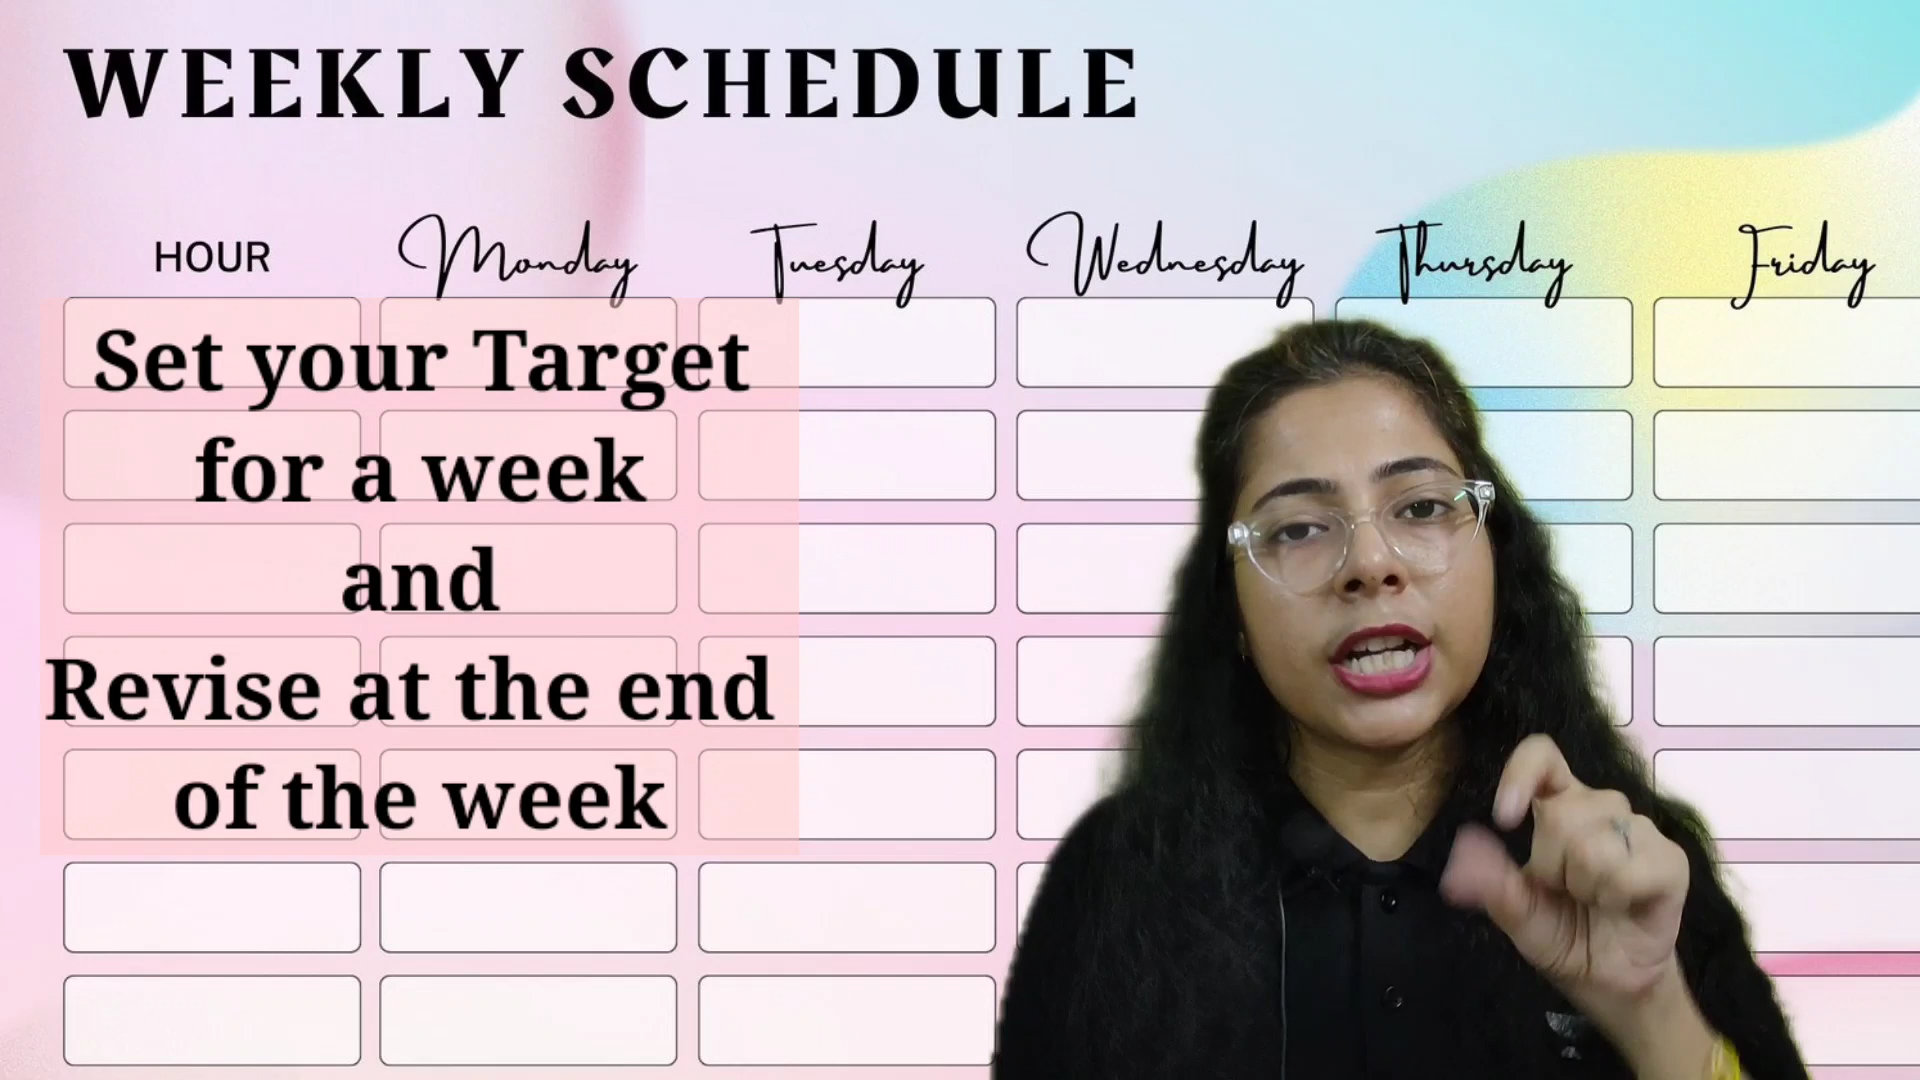 WEEKLY SCHEDULE
HOUR Monday Tuesday Wednesday Thursday Friday
Set your Target
for a week
and
Revise at the end
of the week